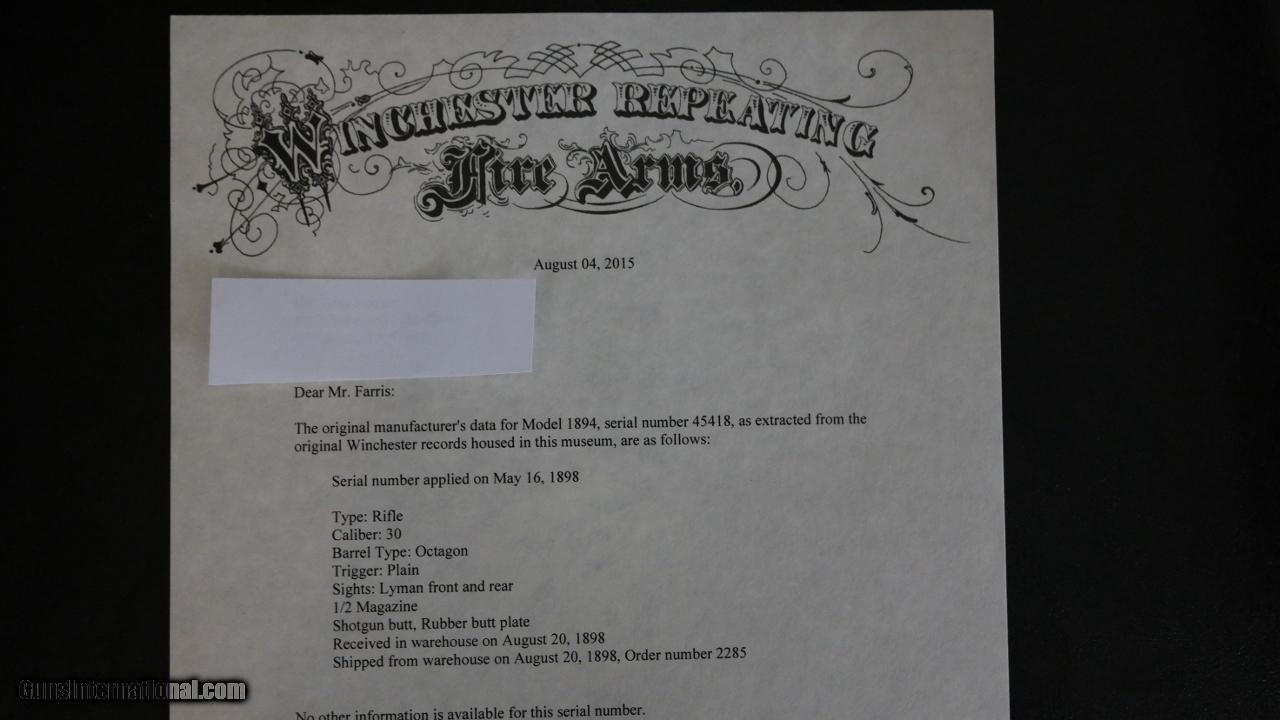 WINCHESTER REPEATING
Fire Arms,
August 04, 2015
Dear Mr. Farris:
The original manufacturer's data for Model 1894, serial number 45418, as extracted from the
original Winchester records housed in this museum, are as follows:
Serial number applied on May 16, 1898
Type: Rifle
Caliber: 30
Barrel Type: Octagon
Trigger: Plain
Sights: Lyman front and rear
1/2 Magazine
Shotgun butt, Rubber butt plate
Received in warehouse on August 20, 1898
Shipped from warehouse on August 20, 1898, Order number 2285
No other information is available for this serial number.
GunsInternational.com